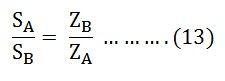 S_A / S_B = Z_B / Z_A … … … . (13)